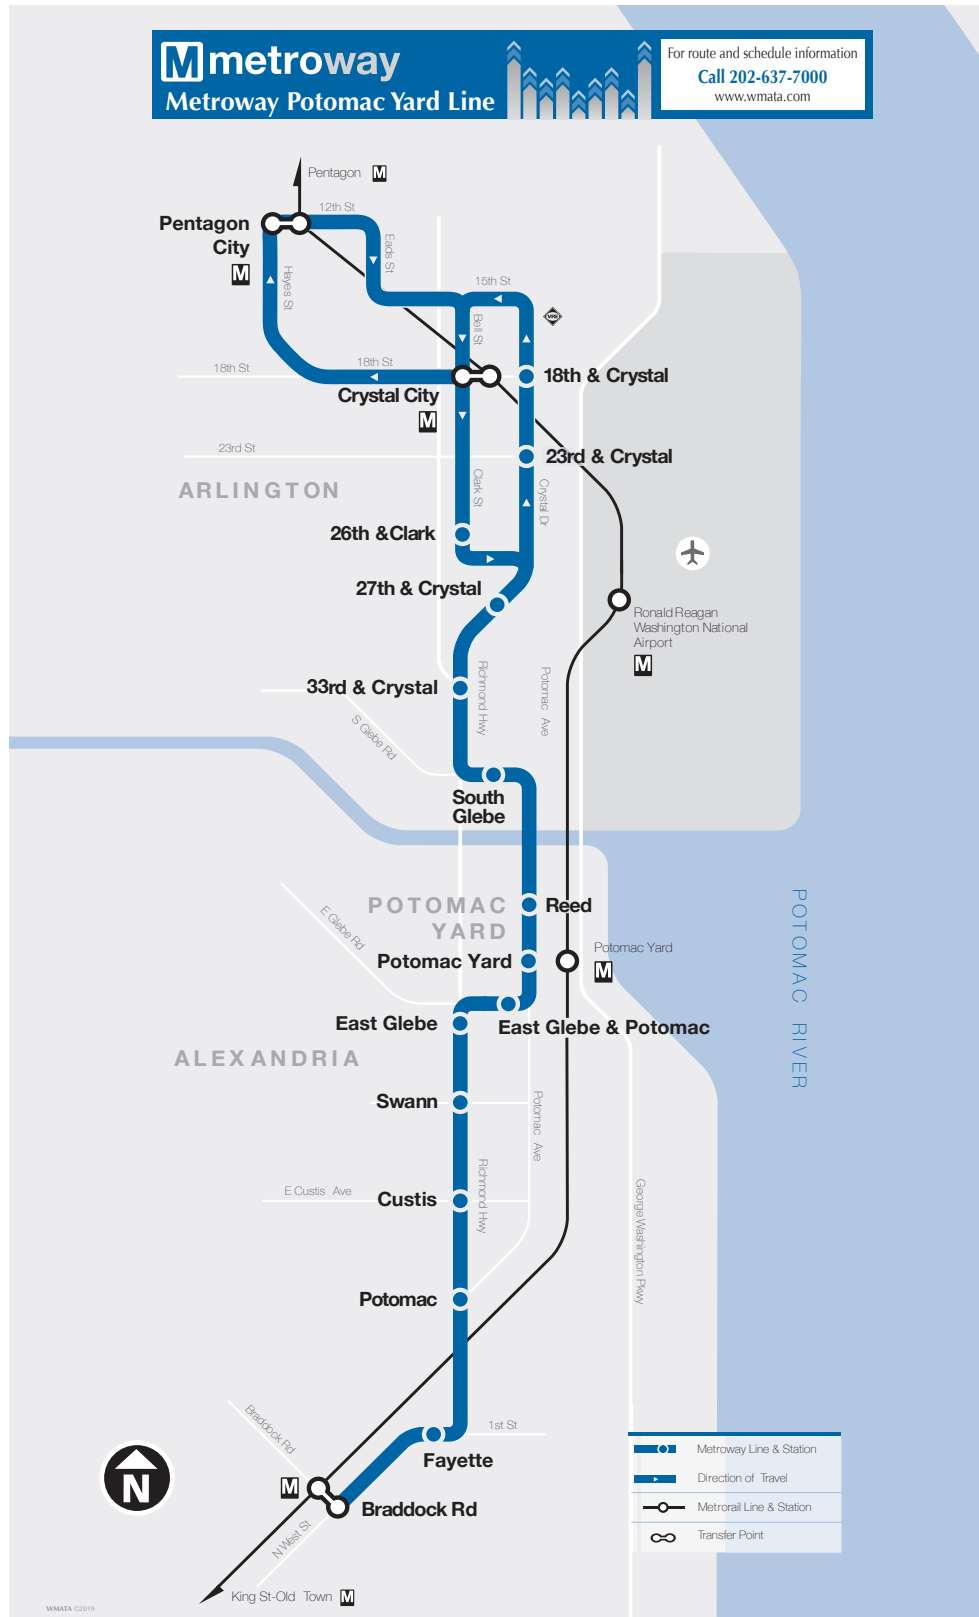 M metroway
Metroway Potomac Yard Line
For route and schedule information
Call 202-637-7000
www.wmata.com
Pentagon M
12th St
Pentagon
City
M
Eads St
Hayes St
15th St
VRE
Bell St
18th St
18th St
18th & Crystal
Crystal City
M
23rd St
23rd & Crystal
Clark St
Crystal Dr
ARLINGTON
26th &Clark
27th & Crystal
Ronald Reagan
Washington National
Airport
M
33rd & Crystal
Richmond Hwy
Potomac Ave
S Glebe Rd
South
Glebe
POTOMAC
YARD
Reed
E Glebe Rd
POTOMAC RIVER
Potomac Yard
Potomac Yard
M
East Glebe
East Glebe & Potomac
ALEXANDRIA
Swann
Potomac Ave
Custis
E Custis Ave
Richmond Hwy
George Washington Pkwy
Potomac
Braddock Rd
1st St
Fayette
N
M
Braddock Rd
N West St
King St-Old Town M
Metroway Line & Station
Direction of Travel
Metrorail Line & Station
Transfer Point
WMATA ©2019